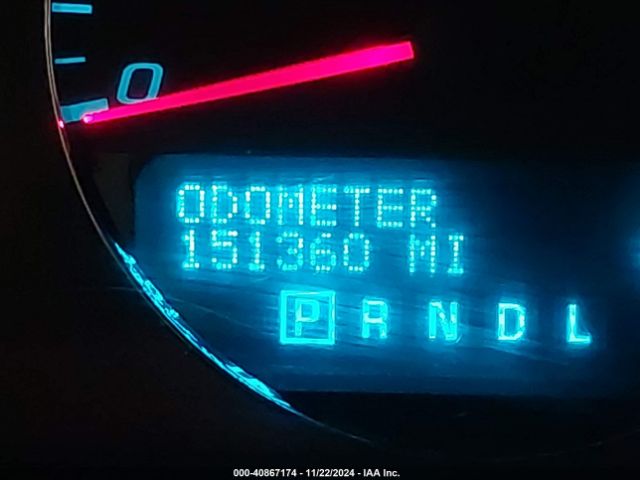 0
ODOMETER
151360 MI
P R N D L
000-40867174 - 11/22/2024 - IAA Inc.